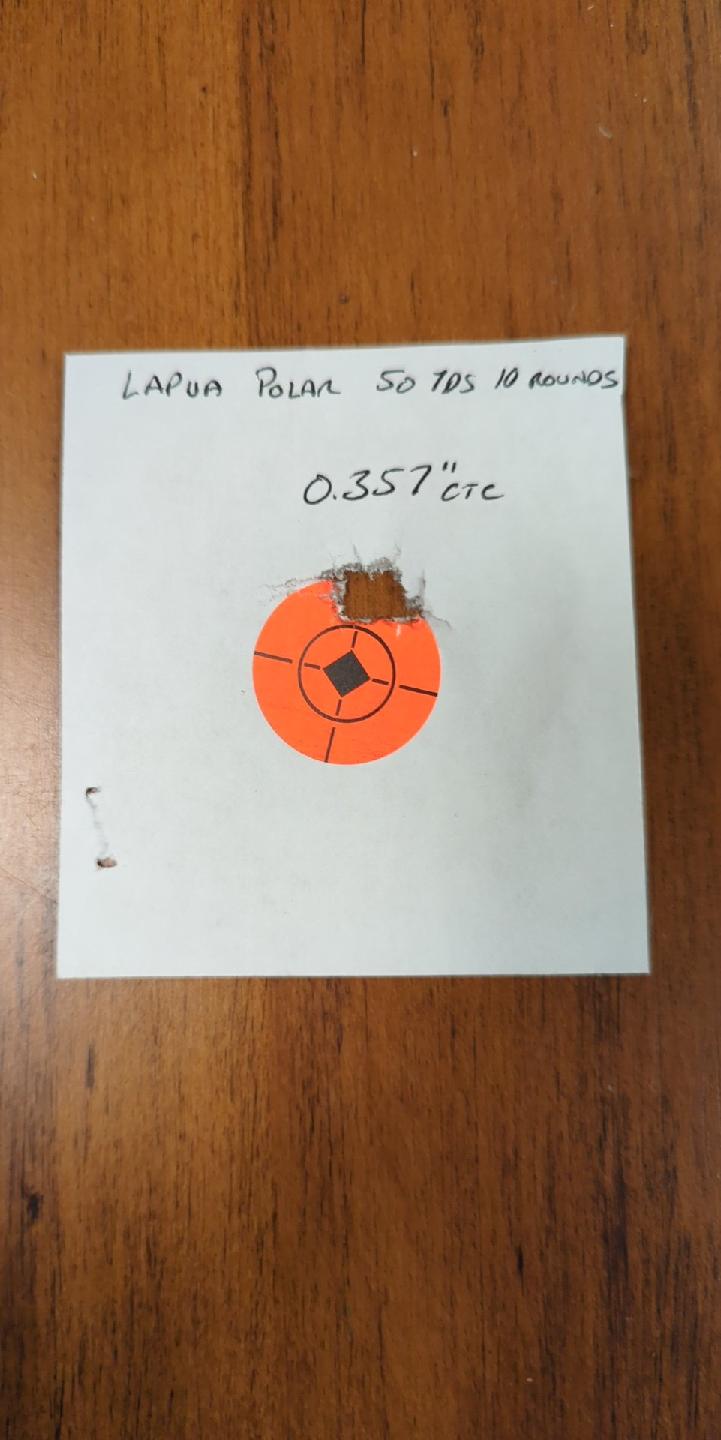 LAPUA POLAR 50 YDS 10 ROUNDS
0.357" CTC